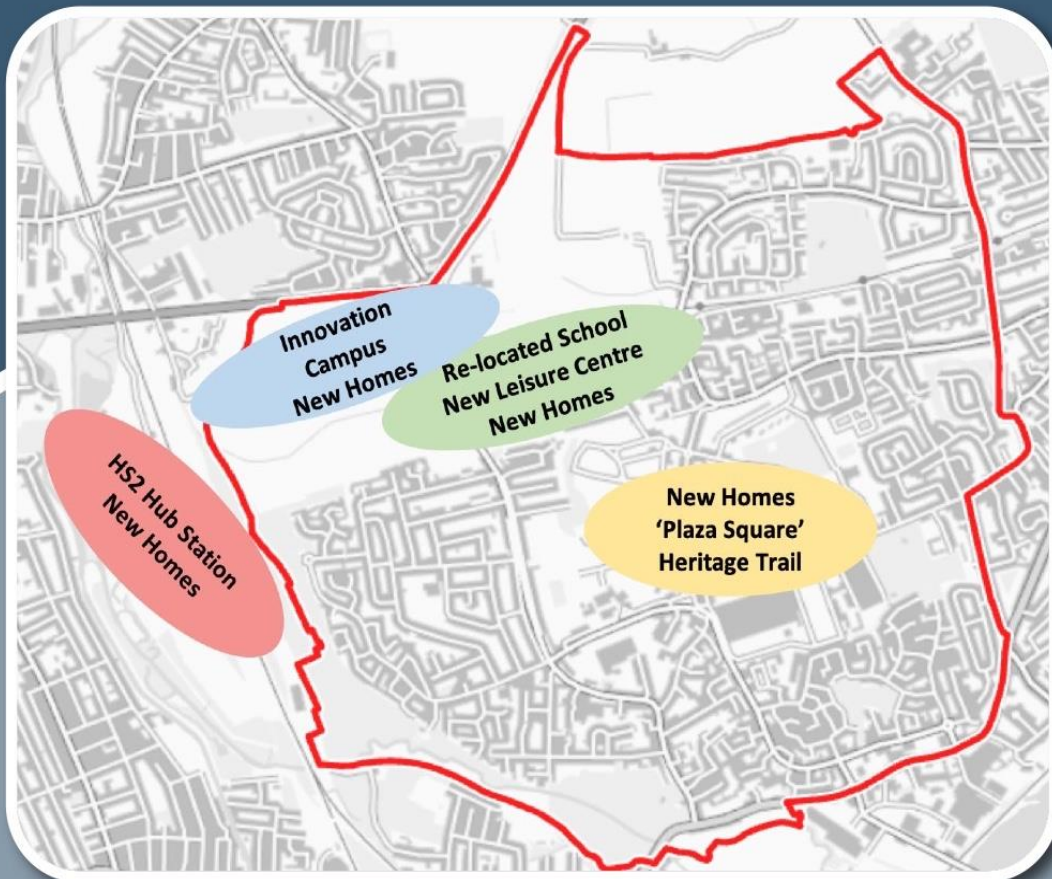 Innovation
Campus
New Homes
Re-located School
New Leisure Centre
New Homes
HS2 Hub Station
New Homes
New Homes
‘Plaza Square’
Heritage Trail